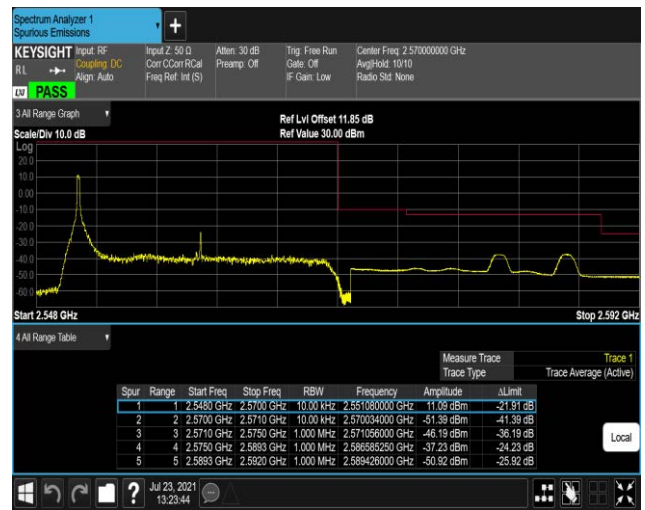 Spectrum Analyzer 1
Spurious Emissions
+
KEYSIGHT Input: RF Input Z: 50 Ω Atten: 30 dB Trig: Free Run Center Freq: 2.570000000 GHz
RL Coupling: DC Corr CCorr RCal Preamp: Off Gate: Off Avg|Hold: 10/10
Align: Auto Freq Ref: Int (S) IF Gain: Low Radio Std: None
LXI PASS
3 All Range Graph
Ref Lvl Offset 11.85 dB
Scale/Div 10.0 dB Ref Value 30.00 dBm
Log
20.0
10.0
0.00
-10.0
-20.0
-30.0
-40.0
-50.0
-60.0
Start 2.548 GHz Stop 2.592 GHz
4 All Range Table
Measure Trace Trace 1
Trace Type Trace Average (Active)
Spur Range Start Freq Stop Freq RBW Frequency Amplitude ΔLimit
1 1 2.5480 GHz 2.5700 GHz 10.00 kHz 2.551080000 GHz 11.09 dBm -21.91 dB
2 2 2.5700 GHz 2.5710 GHz 10.00 kHz 2.570034000 GHz -51.39 dBm -41.39 dB
3 3 2.5710 GHz 2.5750 GHz 1.000 MHz 2.571056000 GHz -46.19 dBm -36.19 dB
4 4 2.5750 GHz 2.5893 GHz 1.000 MHz 2.586585250 GHz -37.23 dBm -24.23 dB
5 5 2.5893 GHz 2.5920 GHz 1.000 MHz 2.589426000 GHz -50.92 dBm -25.92 dB
Local
? Jul 23, 2021
13:23:44